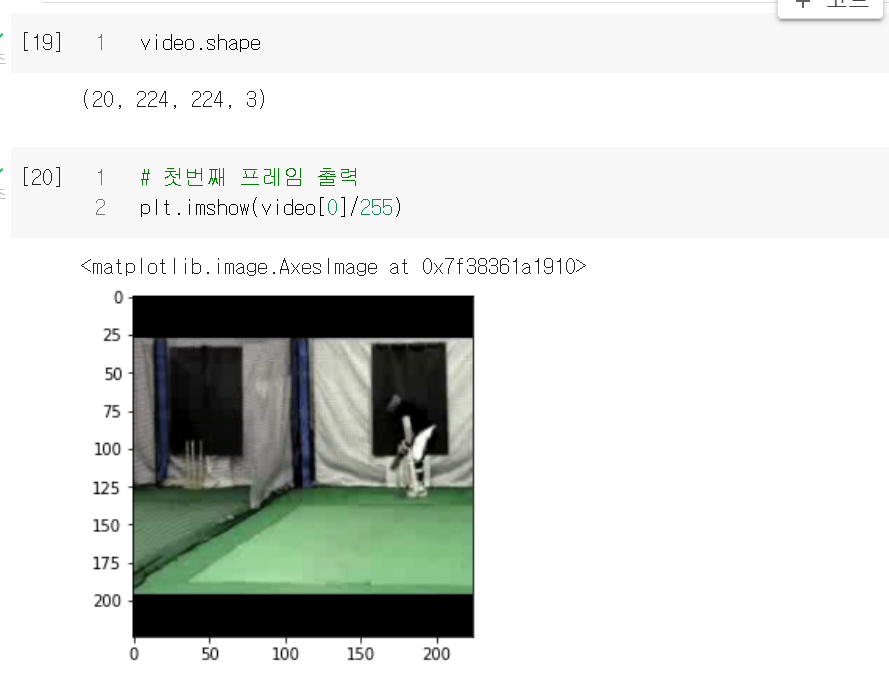 [19] 1 video.shape
(20, 224, 224, 3)
[20] 1 # 첫번째 프레임 출력
2 plt.imshow(video[0]/255)
<matplotlib.image.AxesImage at 0x7f38361a1910>
0
25
50
75
100
125
150
175
200
0 50 100 150 200